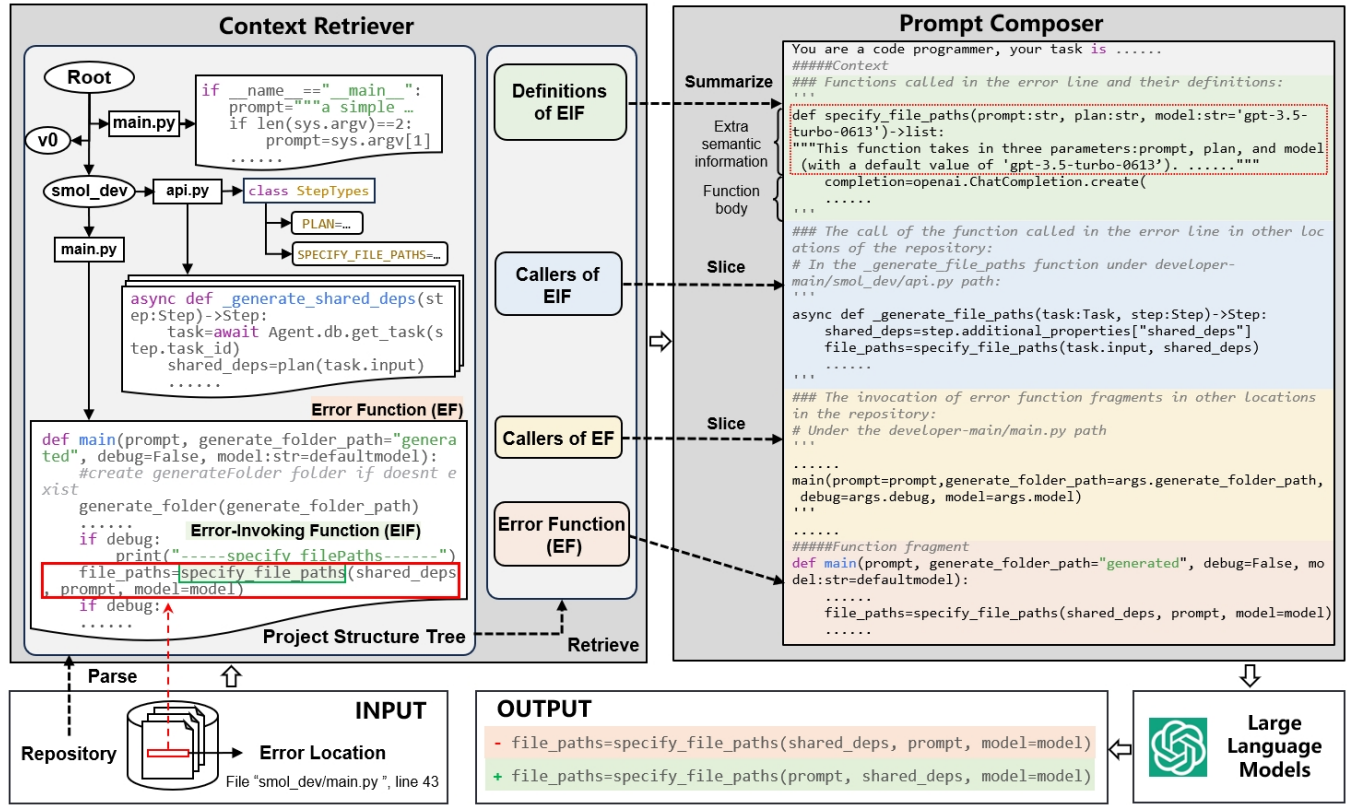 Context Retriever
Root
v0
main.py
if __name__=="__main__":
prompt="""a simple …
if len(sys.argv)==2:
prompt=sys.argv[1]
......
smol_dev
api.py
class StepTypes
PLAN=…
SPECIFY_FILE_PATHS=…
main.py
async def _generate_shared_deps(st
ep:Step)->Step:
task=await Agent.db.get_task(s
tep.task_id)
shared_deps=plan(task.input)
......
Error Function (EF)
def main(prompt, generate_folder_path="genera
ted", debug=False, model:str=defaultmodel):
#create generateFolder folder if doesnt e
xist
generate_folder(generate_folder_path)
......
Error-Invoking Function (EIF)
if debug:
print("-----specify_filePaths------")
file_paths=specify_file_paths(shared_deps
, prompt, model=model)
if debug:
......
Project Structure Tree
Definitions
of EIF
Callers of
EIF
Callers of EF
Error Function
(EF)
Retrieve
Prompt Composer
Summarize
Extra
semantic
information
Function
body
Slice
Slice
You are a code programmer, your task is ......
#####Context
### Functions called in the error line and their definitions:
'''
def specify_file_paths(prompt:str, plan:str, model:str='gpt-3.5-
turbo-0613')->list:
"""This function takes in three parameters:prompt, plan, and model
(with a default value of 'gpt-3.5-turbo-0613’). ......"""
completion=openai.ChatCompletion.create(
......
'''
### The call of the function called in the error line in other loc
ations of the repository:
# In the _generate_file_paths function under developer-
main/smol_dev/api.py path:
'''
async def _generate_file_paths(task:Task, step:Step)->Step:
shared_deps=step.additional_properties["shared_deps"]
file_paths=specify_file_paths(task.input, shared_deps)
......
'''
### The invocation of error function fragments in other locations
in the repository:
# Under the developer-main/main.py path
'''
......
main(prompt=prompt,generate_folder_path=args.generate_folder_path,
debug=args.debug, model=args.model)
'''
......
#####Function fragment
def main(prompt, generate_folder_path="generated", debug=False, mo
del:str=defaultmodel):
......
file_paths=specify_file_paths(shared_deps, prompt, model=model)
......
Parse
INPUT
Repository
Error Location
File “smol_dev/main.py ”, line 43
OUTPUT
- file_paths=specify_file_paths(shared_deps, prompt, model=model)
+ file_paths=specify_file_paths(prompt, shared_deps, model=model)
Large
Language
Models